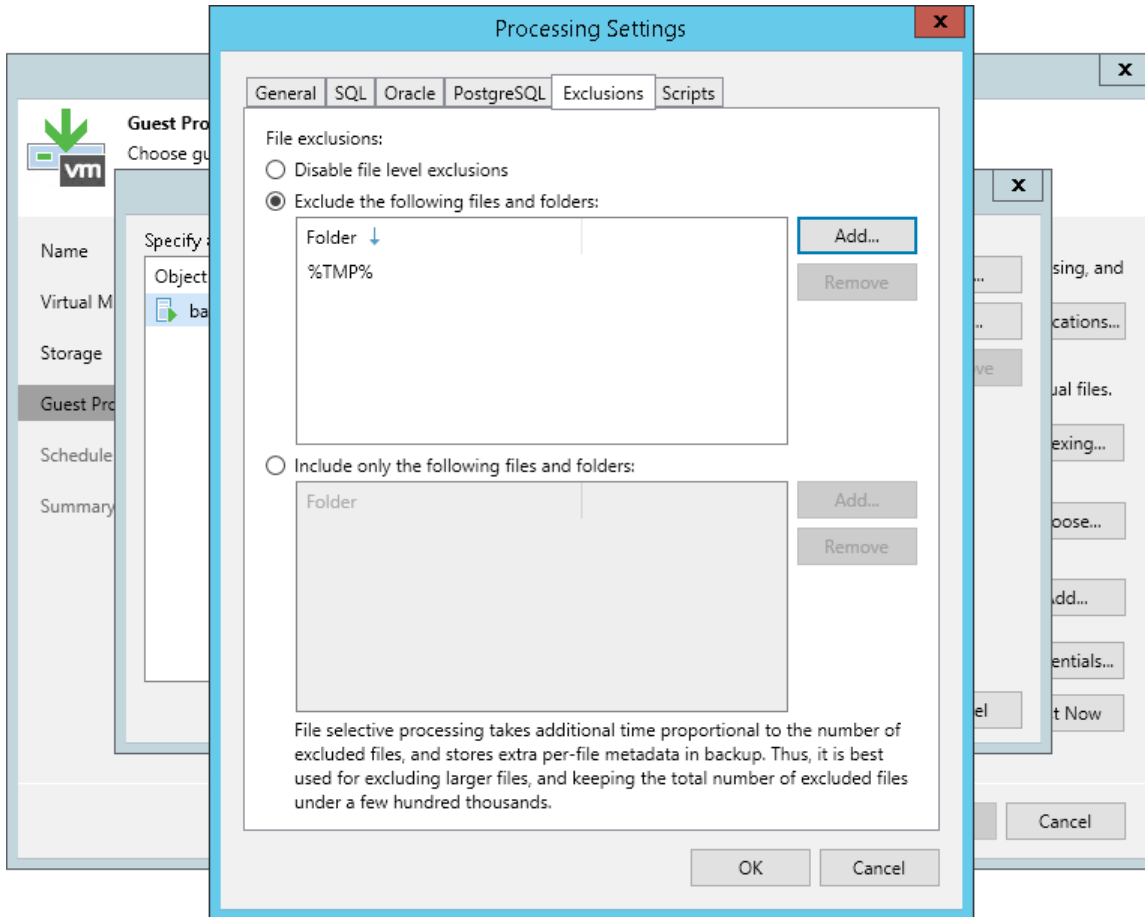 Processing Settings
x
x
Guest Pro
Choose gu
vm
General SQL Oracle PostgreSQL Exclusions Scripts
File exclusions:
Disable file level exclusions
Exclude the following files and folders:
Folder
Add...
%TMP%
Remove
Include only the following files and folders:
Folder
Add...
Remove
File selective processing takes additional time proportional to the number of
excluded files, and stores extra per-file metadata in backup. Thus, it is best
used for excluding larger files, and keeping the total number of excluded files
under a few hundred thousands.
OK Cancel
x
Specify
Object
ba
...
..
ve
el
Name
Virtual M
Storage
Guest Pro
Schedule
Summary
sing, and
cations...
ual files.
exing...
oose...
Add...
entials...
t Now
Cancel